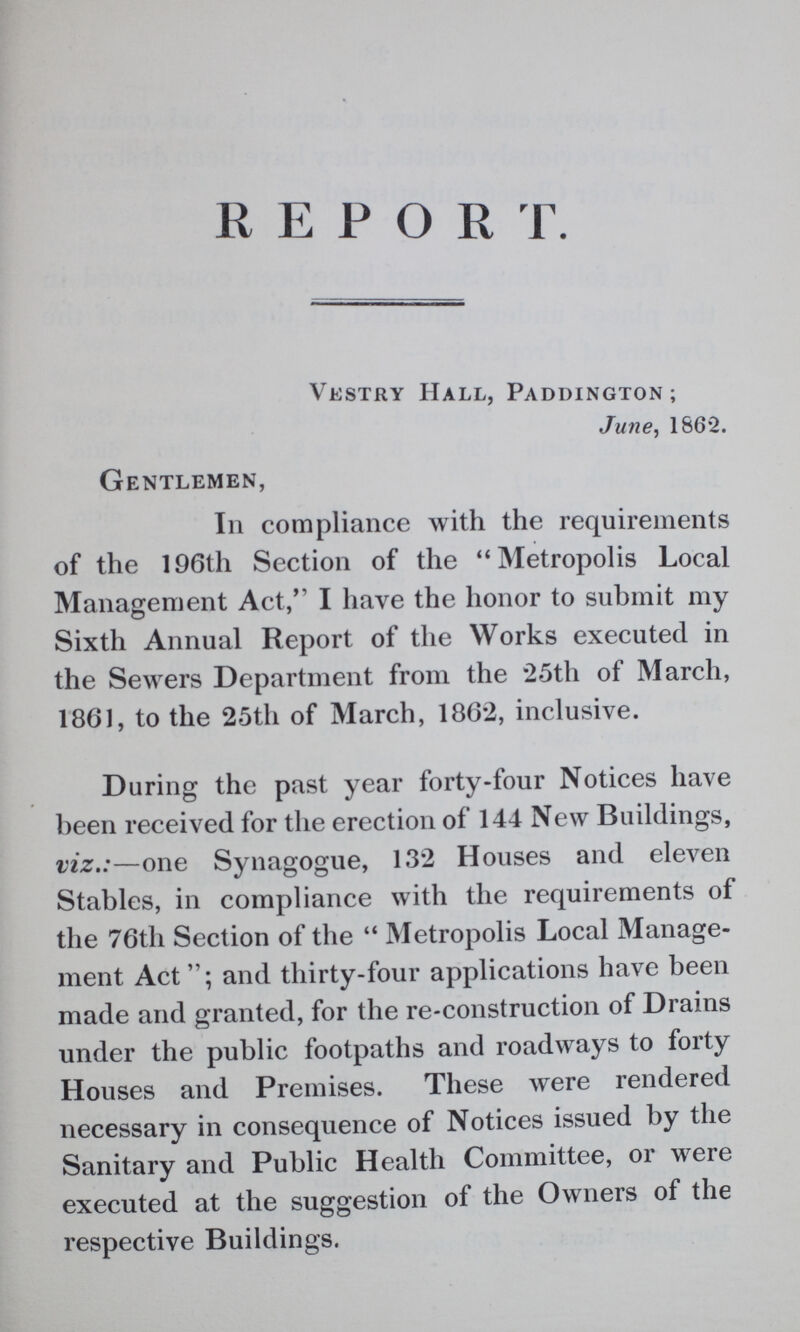 REPORT.
Vestry Hall, Paddington;
June, 1862.
Gentlemen,
In compliance with the requirements
of the 196th Section of the "Metropolis Local
Management Act," I have the honor to submit my
Sixth Annual Report of the Works executed in
the Sewers Department from the 25th of March,
1861, to the 25th of March, 1862, inclusive.
During the past year forty-four Notices have
been received for the erection of 144 New Buildings,
viz.:—one Synagogue, 132 Houses and eleven
Stables, in compliance with the requirements of
the 76th Section of the "Metropolis Local Manage-
ment Act"; and thirty-four applications have been
made and granted, for the re-construction of Drains
under the public footpaths and roadways to forty
Houses and Premises. These were rendered
necessary in consequence of Notices issued by the
Sanitary and Public Health Committee, or were
executed at the suggestion of the Owners of the
respective Buildings.